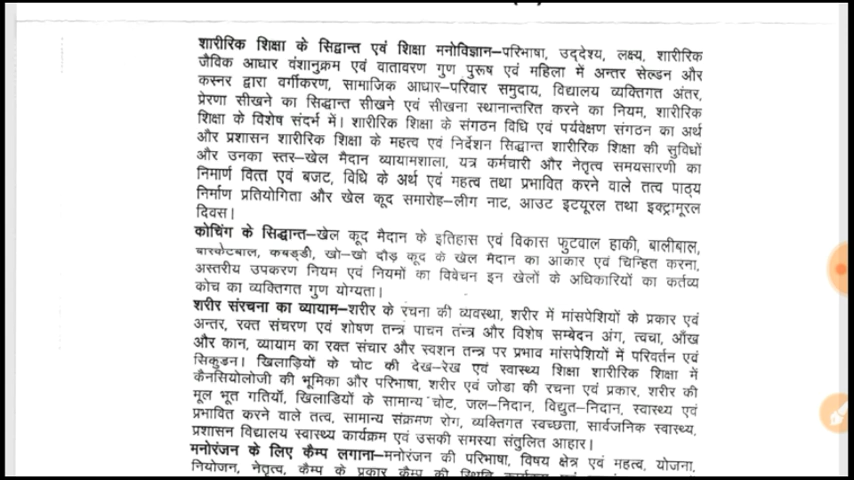 शारीरिक शिक्षा के सिद्वान्त एवं शिक्षा मनोविज्ञान–परिभाषा, उद्देश्य, लक्ष्य, शारीरिक
जैविक आधार वंशानुक्रम एवं वातावरण गुण पुरूष एवं महिला में अन्तर सेल्डन और
कस्नर द्वारा वर्गीकरण, सामाजिक आधार–परिवार समुदाय, विद्यालय व्यक्तिगत अंतर,
प्रेरणा सीखने का सिद्धान्त सीखने एवं सीखना स्थानान्तरित करने का नियम, शारीरिक
शिक्षा के विशेष संदर्भ में। शारीरिक शिक्षा के संगठन विधि एवं पर्यवेक्षण संगठन का अर्थ
और प्रशासन शारीरिक शिक्षा के महत्व एवं निर्देशन सिद्धान्त शारीरिक शिक्षा की सुविधों
और उनका स्तर–खेल मैदान व्यायामशाला, यत्र कर्मचारी और नेतृत्व समयसारणी का
निमार्ण वित्त एवं बजट, विधि के अर्थ एवं महत्व तथा प्रभावित करने वाले तत्व पाठ्य
निर्माण प्रतियोगिता और खेल कूद समारोह–लीग नाट, आउट इटयूरल तथा इक्ट्रामूरल
दिवस।
कोचिंग के सिद्धान्त–खेल कूद मैदान के इतिहास एवं विकास फुटवाल हाकी, बालीबाल,
बास्केटबाल, कबड्डी, खो–खो दौड़ कूद के खेल मैदान का आकार एवं चिन्हित करना,
अस्तरीय उपकरण नियम एवं नियमों का विवेचन इन खेलों के अधिकारियों का कर्तव्य
कोच का व्यक्तिगत गुण योग्यता।
शरीर संरचना का व्यायाम–शरीर के रचना की व्यवस्था, शरीर में मांसपेशियों के प्रकार एवं
अन्तर, रक्त संचरण एवं शोषण तन्त्र पाचन तंन्त्र और विशेष सम्बेदन अंग, त्वचा, आँख
और कान, व्यायाम का रक्त संचार और स्वशन तन्त्र पर प्रभाव मांसपेशियों में परिवर्तन एवं
सिकुडन। खिलाड़ियों के चोट की देख–रेख एवं स्वास्थ्य शिक्षा शारीरिक शिक्षा में
कैनसियोलोजी की भूमिका और परिभाषा, शरीर एवं जोडा की रचना एवं प्रकार, शरीर की
मूल भूत गतियॉ, खिलाडियों के सामान्य चोट, जल–निदान, विद्युत–निदान, स्वास्थ्य एवं
प्रभावित करने वाले तत्व, सामान्य संक्रमण रोग, व्यक्तिगत स्वच्छता, सार्वजनिक स्वास्थ्य,
प्रशासन विद्यालय स्वास्थ्य कार्यक्रम एवं उसकी समस्या संतुलित आहार।
मनोरंजन के लिए कैम्प लगाना–मनोरंजन की परिभाषा, विषय क्षेत्र एवं महत्व, योजना,
नियोजन, नेतृत्व, कैम्प के प्रकार कैम्प की स्थिति